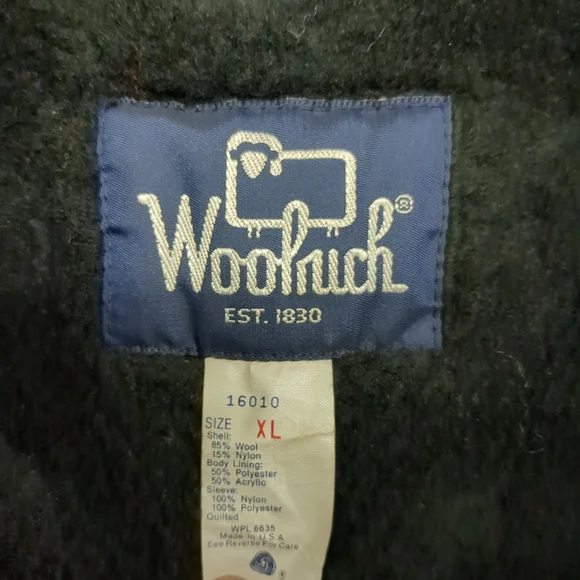 Woolrich®
EST. 1830
16010
SIZE XL
Shell:
85% Wool
15% Nylon
Body Lining:
50% Polyester
50% Acrylic
Sleeve:
100% Nylon
100% Polyester
Quilted
WPL 6635
Made In U.S.A.
See Reverse For Care
®